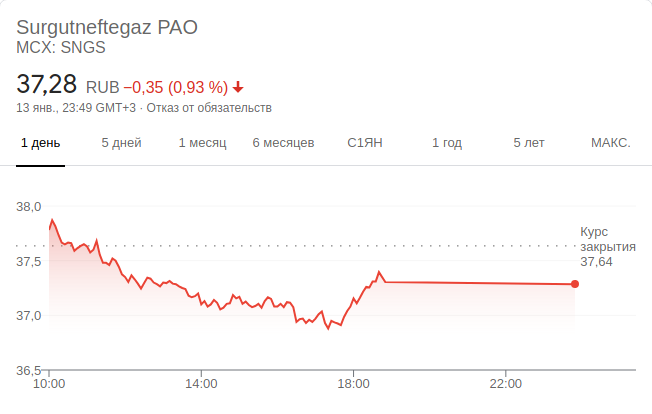 Surgutneftegaz PAO
MCX: SNGS
37,28 RUB −0,35 (0,93 %)
13 янв., 23:49 GMT+3 · Отказ от обязательств
1 день 5 дней 1 месяц 6 месяцев С1ЯН 1 год 5 лет МАКС.
38,0
Курс
закрытия
37,5
37,64
37,0
36,5
10:00 14:00 18:00 22:00